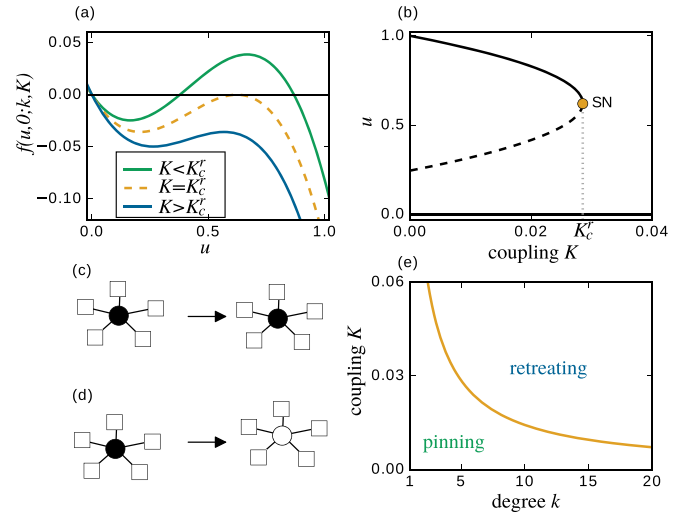 (a)
0.05
0.00
−0.05
−0.10
f(u,0;k,K)
K<K_c^r
K=K_c^r
K>K_c^r
0.0
0.5
1.0
u
(b)
1.0
0.5
0.0
u
SN
0.00
0.02
K_c^r
0.04
coupling K
(c)
(d)
(e)
0.06
0.03
0.00
coupling K
retreating
pinning
1
5
10
15
20
degree k